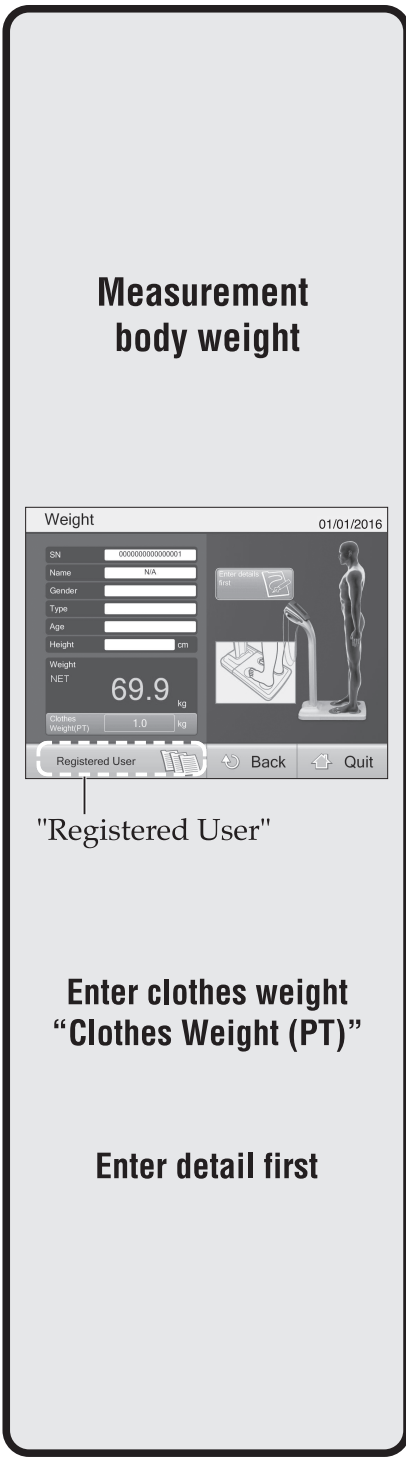 Measurement
body weight
Weight
01/01/2016
SN 0000000000000001
Name N/A
Gender
Type
Age
Height cm
Weight
NET
69.9 kg
Clothes
Weight(PT) 1.0 kg
Enter details
first
Registered User
Back
Quit
"Registered User"
Enter clothes weight
“Clothes Weight (PT)”
Enter detail first